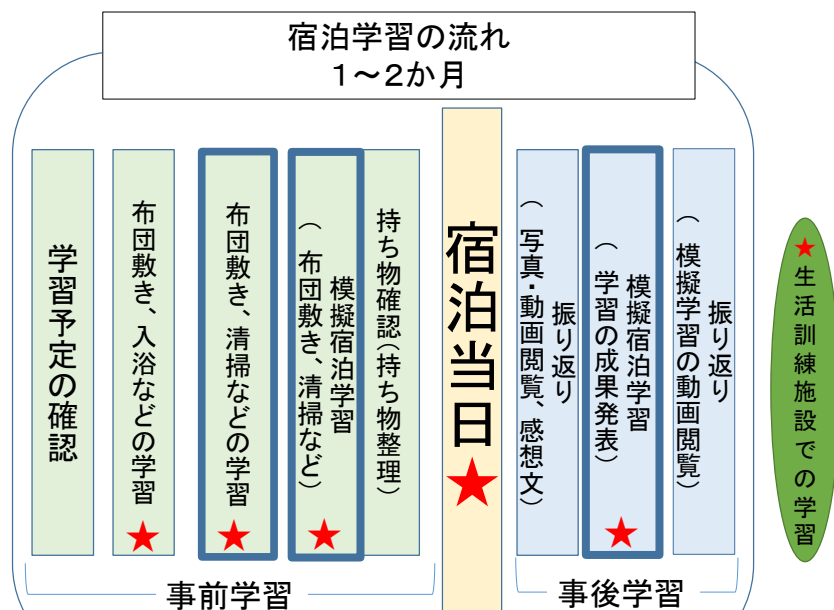 宿泊学習の流れ
１～２か月
学習予定の確認
布団敷き、入浴などの学習
★
布団敷き、清掃などの学習
★
模擬宿泊学習
（布団敷き、清掃など）
★
持ち物確認（持ち物整理）
宿泊当日★
振り返り
（写真・動画閲覧、感想文）
模擬宿泊学習
（学習の成果発表）
★
振り返り
（模擬学習の動画閲覧）
★生活訓練施設での学習
事前学習
事後学習